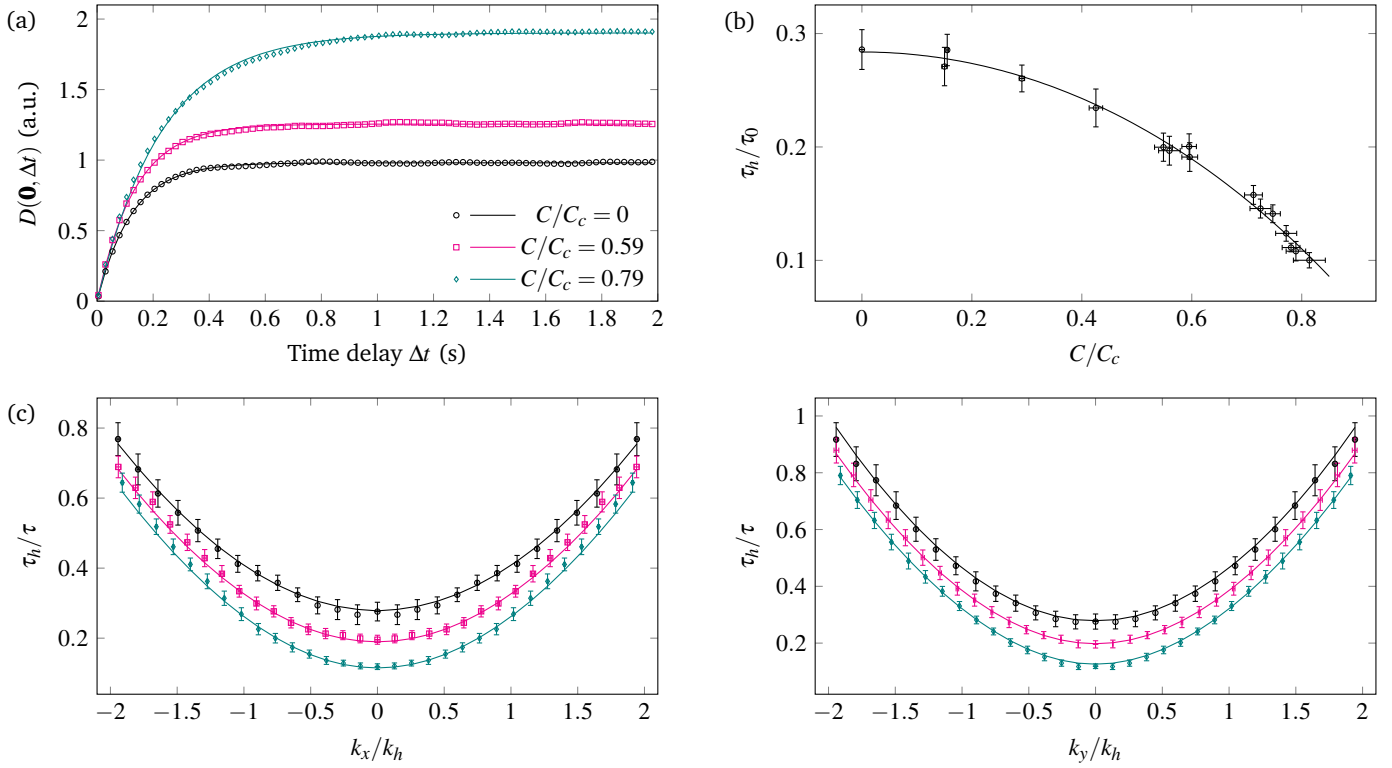 (a)
2
1.5
1
0.5
0
D(𝟎, Δt) (a.u.)
C/C_c = 0
C/C_c = 0.59
C/C_c = 0.79
0 0.2 0.4 0.6 0.8 1 1.2 1.4 1.6 1.8 2
Time delay Δt (s)
(b)
0.3
0.2
0.1
τ_h/τ_0
0 0.2 0.4 0.6 0.8
C/C_c
(c)
0.8
0.6
0.4
0.2
τ_h/τ
−2 −1.5 −1 −0.5 0 0.5 1 1.5 2
k_x/k_h
1
0.8
0.6
0.4
0.2
τ_h/τ
−2 −1.5 −1 −0.5 0 0.5 1 1.5 2
k_y/k_h